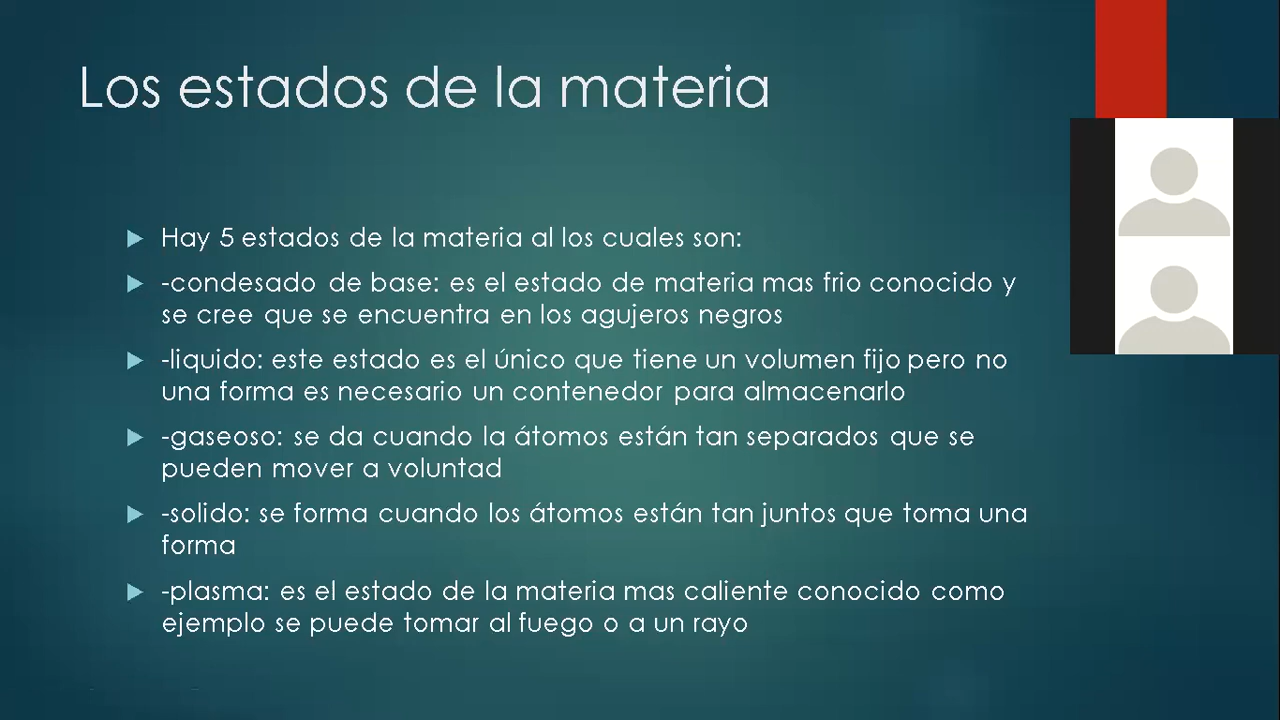 Los estados de la materia
Hay 5 estados de la materia al los cuales son:
-condesado de base: es el estado de materia mas frio conocido y
se cree que se encuentra en los agujeros negros
-liquido: este estado es el único que tiene un volumen fijo pero no
una forma es necesario un contenedor para almacenarlo
-gaseoso: se da cuando la átomos están tan separados que se
pueden mover a voluntad
-solido: se forma cuando los átomos están tan juntos que toma una
forma
-plasma: es el estado de la materia mas caliente conocido como
ejemplo se puede tomar al fuego o a un rayo